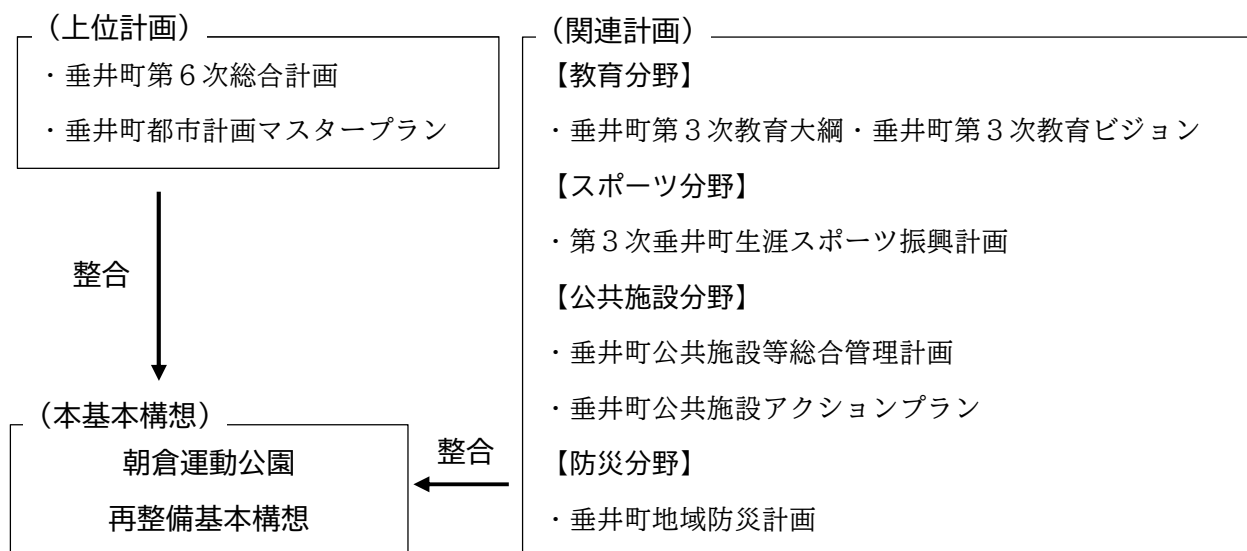 （上位計画）
・垂井町第６次総合計画
・垂井町都市計画マスタープラン
整合
（本基本構想）
朝倉運動公園
再整備基本構想
整合
（関連計画）
【教育分野】
・垂井町第３次教育大綱・垂井町第３次教育ビジョン
【スポーツ分野】
・第３次垂井町生涯スポーツ振興計画
【公共施設分野】
・垂井町公共施設等総合管理計画
・垂井町公共施設アクションプラン
【防災分野】
・垂井町地域防災計画